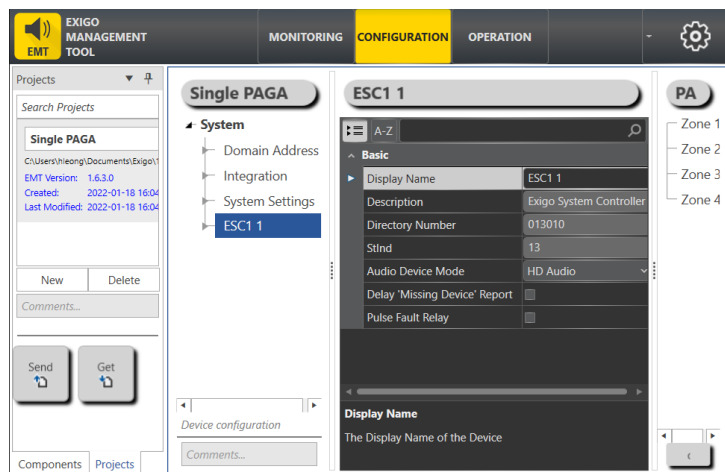 EXIGO
MANAGEMENT
TOOL
EMT
MONITORING
CONFIGURATION
OPERATION
Projects
Search Projects
Single PAGA
C:\Users\hleong\Documents\Exigo\1
EMT Version: 1.6.3.0
Created: 2022-01-18 16:04
Last Modified: 2022-01-18 16:04
New
Delete
Comments...
Send
Get
Components
Projects
Single PAGA
System
Domain Address
Integration
System Settings
ESC1 1
Device configuration
Comments...
ESC1 1
A-Z
Basic
Display Name ESC1 1
Description Exigo System Controller
Directory Number 013010
StInd 13
Audio Device Mode HD Audio
Delay 'Missing Device' Report
Pulse Fault Relay
Display Name
The Display Name of the Device
PA
Zone 1
Zone 2
Zone 3
Zone 4